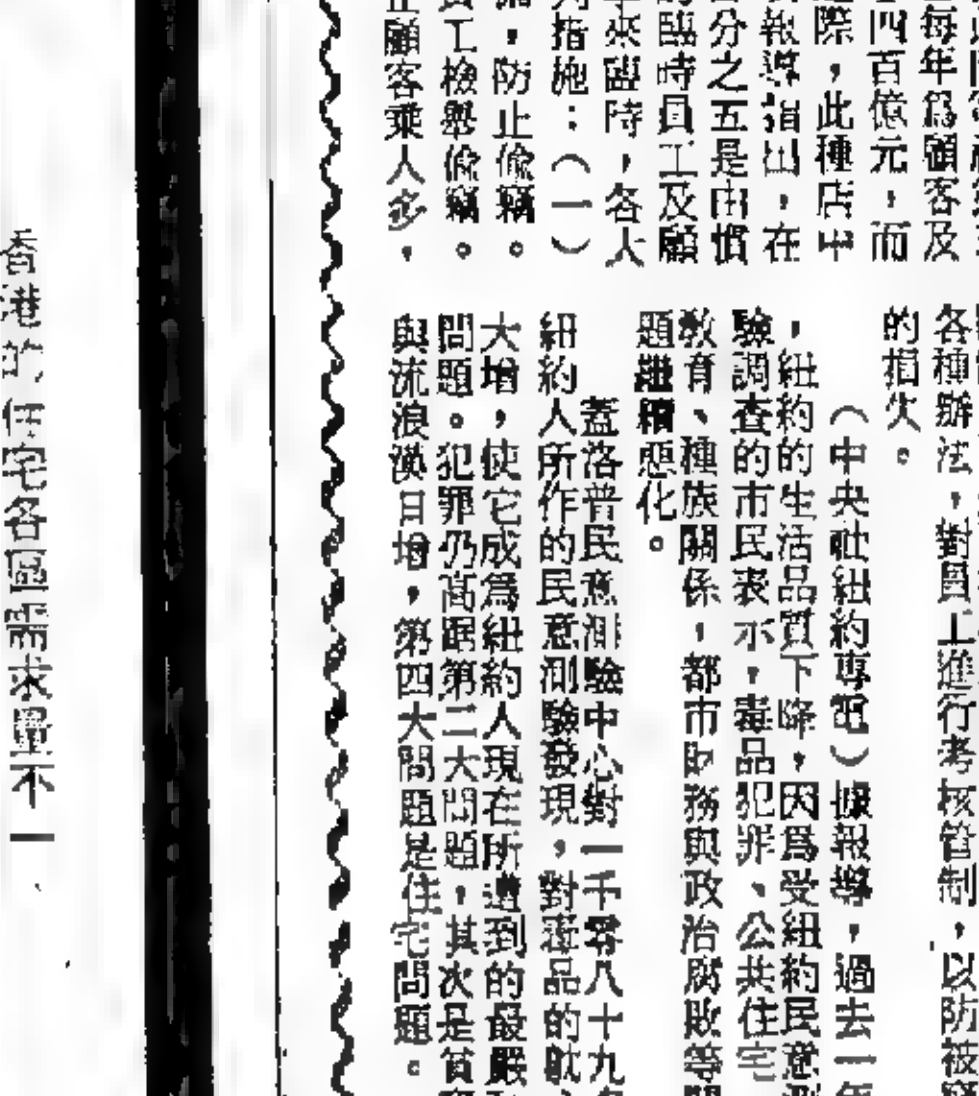 每年爲顧客及
四百億元，而
際，此種店中
報導指出，在
分之五是由慣
臨時員工及顧
來臨時，各大
指施：（一）
，防止偸竊。
工檢舉偸竊。
顧客乘人多，
各種辦法，對員工進行考核管制，以防被
的損失。
（中央社紐約專電）據報導，過去一年
，紐約的生活品質下降，因爲受紐約民意測
驗調查的市民表示，毒品犯罪、公共住宅
教育、種族關係，都市財務與政治腐敗等問
題繼續惡化。
蓋洛普民意測驗中心對一千零八十九
紐約人所作的民意測驗發現，對毒品的耽
大增，使它成爲紐約人現在所遭到的最嚴
問題。犯罪仍高踞第二大問題，其次是貧
與流浪漢日增，第四大問題是住宅問題。
香港的住宅各區需求量不一